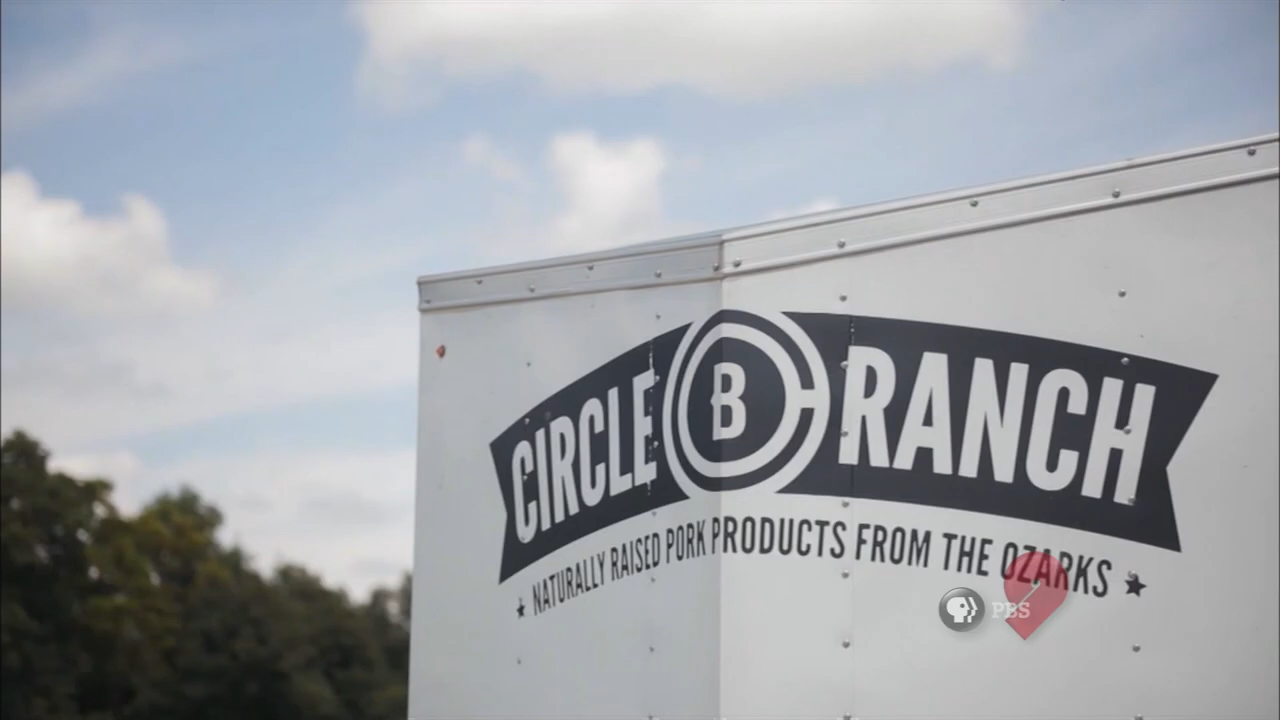 CIRCLE B RANCH
★ NATURALLY RAISED PORK PRODUCTS FROM THE OZARKS ★
PBS